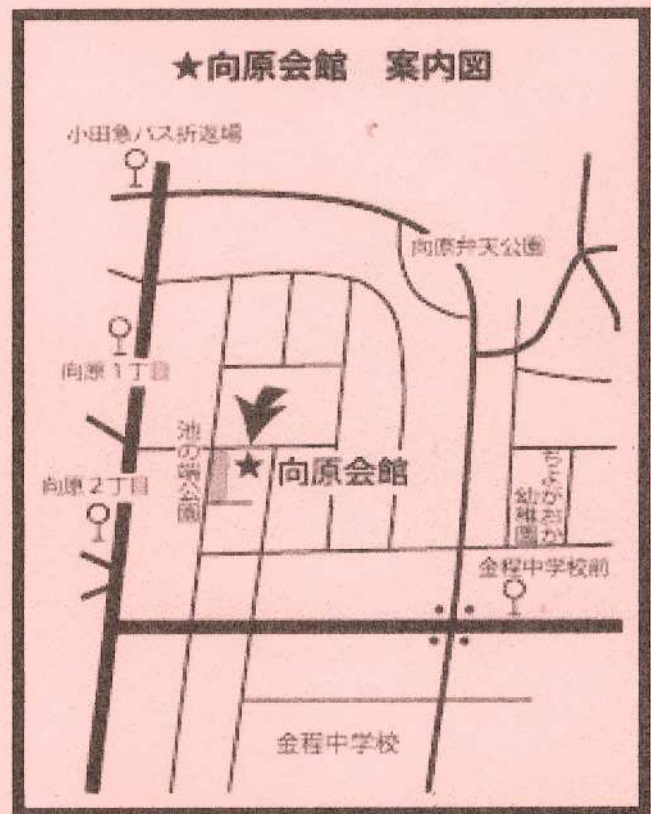 ★向原会館　案内図
小田急バス折返場
向原弁天公園
向原1丁目
池の端公園
★向原会館
向原2丁目
ちよがおか
幼稚園
金程中学校前
金程中学校